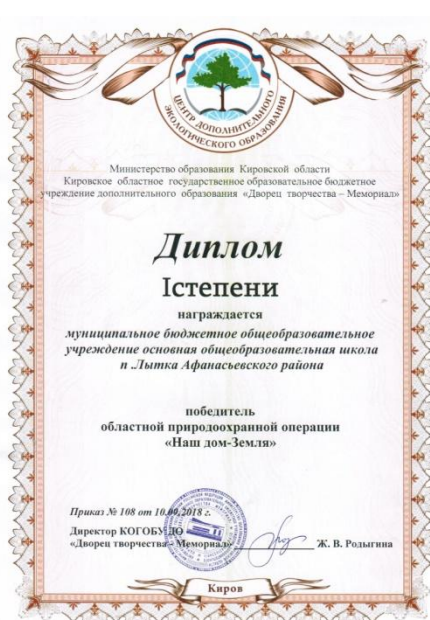 ЦЕНТР ДОПОЛНИТЕЛЬНОГО
ЭКОЛОГИЧЕСКОГО ОБРАЗОВАНИЯ
Министерство образования Кировской области
Кировское областное государственное образовательное бюджетное
учреждение дополнительного образования «Дворец творчества – Мемориал»
Диплом
Iстепени
награждается
муниципальное бюджетное общеобразовательное
учреждение основная общеобразовательная школа
п .Лытка Афанасьевского района
победитель
областной природоохранной операции
«Наш дом-Земля»
Приказ № 108 от 10.09.2018 г.
Директор КОГОБУ ДО
«Дворец творчества - Мемориал»
Ж. В. Родыгина
Киров